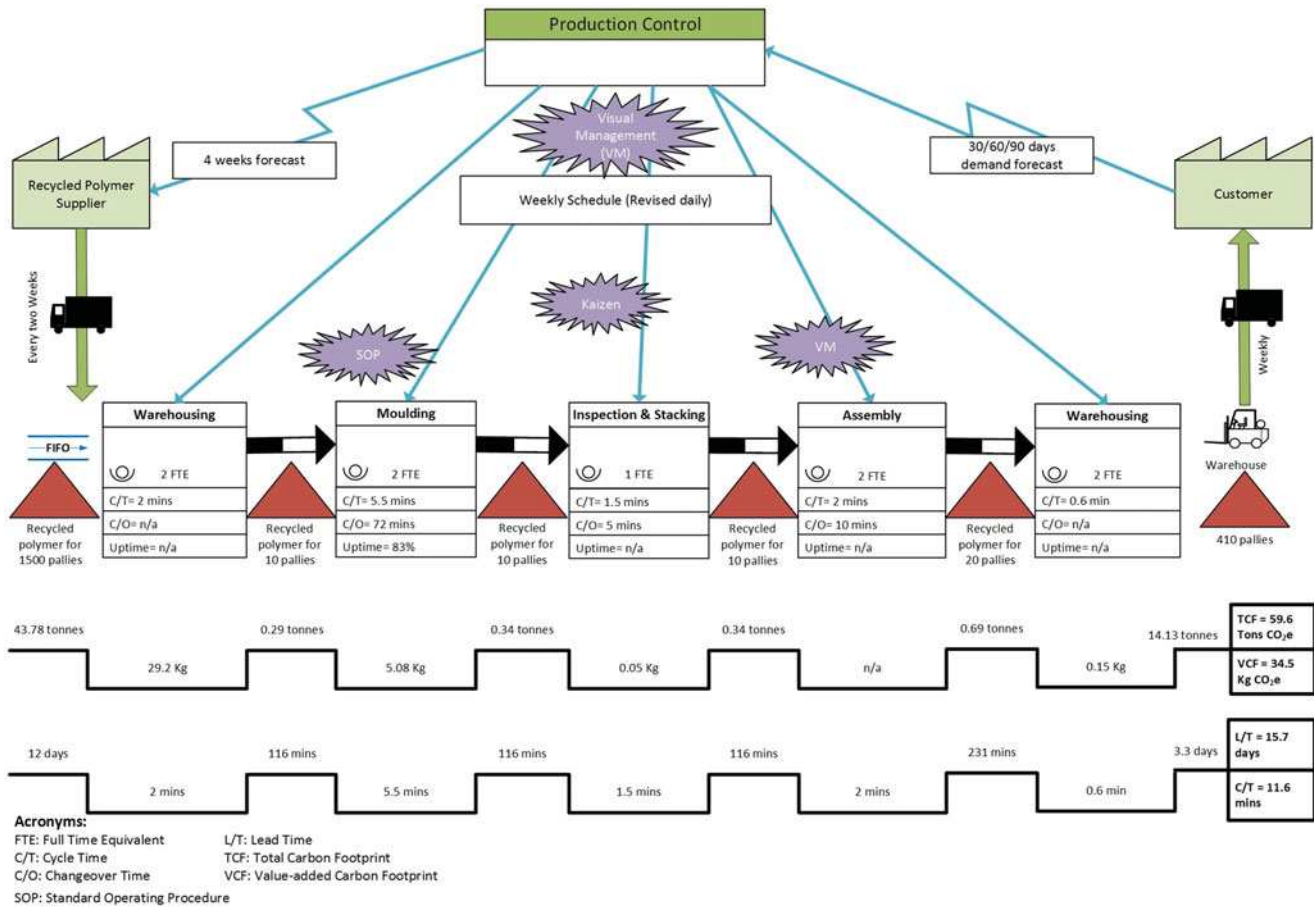 Production Control
Visual
Management
(VM)
4 weeks forecast
30/60/90 days
demand forecast
Recycled Polymer
Supplier
Weekly Schedule (Revised daily)
Customer
Every two Weeks
Kaizen
SOP
VM
Weekly
FIFO
Recycled
polymer for
1500 pallies
Warehousing
2 FTE
C/T= 2 mins
C/O= n/a
Uptime= n/a
Recycled
polymer for
10 pallies
Moulding
2 FTE
C/T= 5.5 mins
C/O= 72 mins
Uptime= 83%
Recycled
polymer for
10 pallies
Inspection & Stacking
1 FTE
C/T= 1.5 mins
C/O= 5 mins
Uptime= n/a
Recycled
polymer for
10 pallies
Assembly
2 FTE
C/T= 2 mins
C/O= 10 mins
Uptime= n/a
Recycled
polymer for
20 pallies
Warehousing
2 FTE
C/T= 0.6 min
C/O= n/a
Uptime= n/a
Warehouse
410 pallies
43.78 tonnes
29.2 Kg
0.29 tonnes
5.08 Kg
0.34 tonnes
0.05 Kg
0.34 tonnes
n/a
0.69 tonnes
0.15 Kg
14.13 tonnes
TCF = 59.6
Tons CO₂e
VCF = 34.5
Kg CO₂e
12 days
2 mins
116 mins
5.5 mins
116 mins
1.5 mins
116 mins
2 mins
231 mins
0.6 min
3.3 days
L/T = 15.7
days
C/T = 11.6
mins
Acronyms:
FTE: Full Time Equivalent
C/T: Cycle Time
C/O: Changeover Time
SOP: Standard Operating Procedure
L/T: Lead Time
TCF: Total Carbon Footprint
VCF: Value-added Carbon Footprint